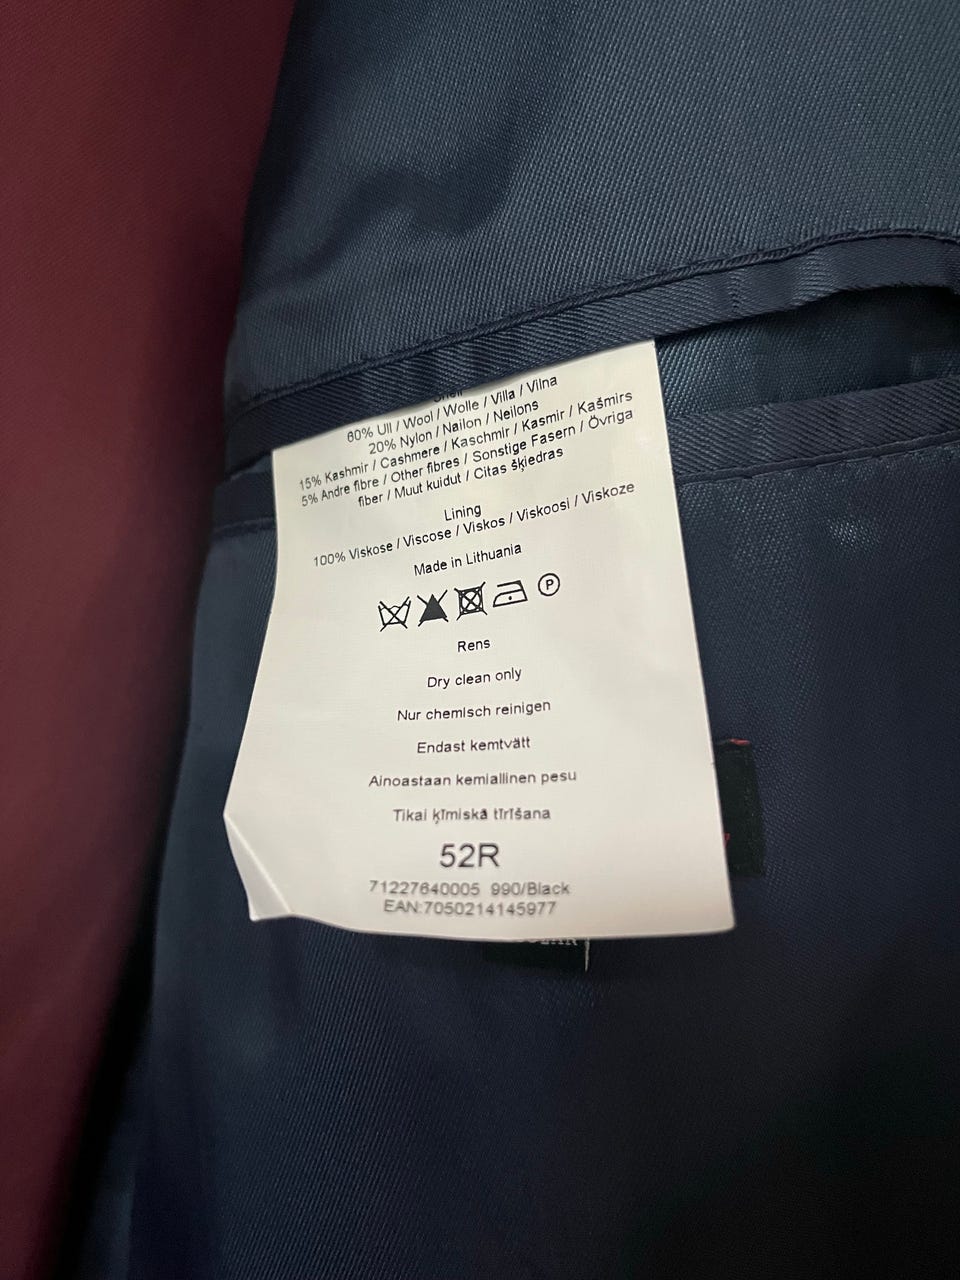 Shell
60% Ull / Wool / Wolle / Villa / Vilna
20% Nylon / Nailon / Neilons
15% Kashmir / Cashmere / Kaschmir / Kasmir / Kašmirs
5% Andre fibre / Other fibres / Sonstige Fasern / Övriga
fiber / Muut kuidut / Citas šķiedras
Lining
100% Viskose / Viscose / Viskos / Viskoosi / Viskoze
Made in Lithuania
P
Rens
Dry clean only
Nur chemisch reinigen
Endast kemtvätt
Ainoastaan kemiallinen pesu
Tikai ķīmiskā tīrīšana
52R
71227640005 990/Black
EAN:7050214145977